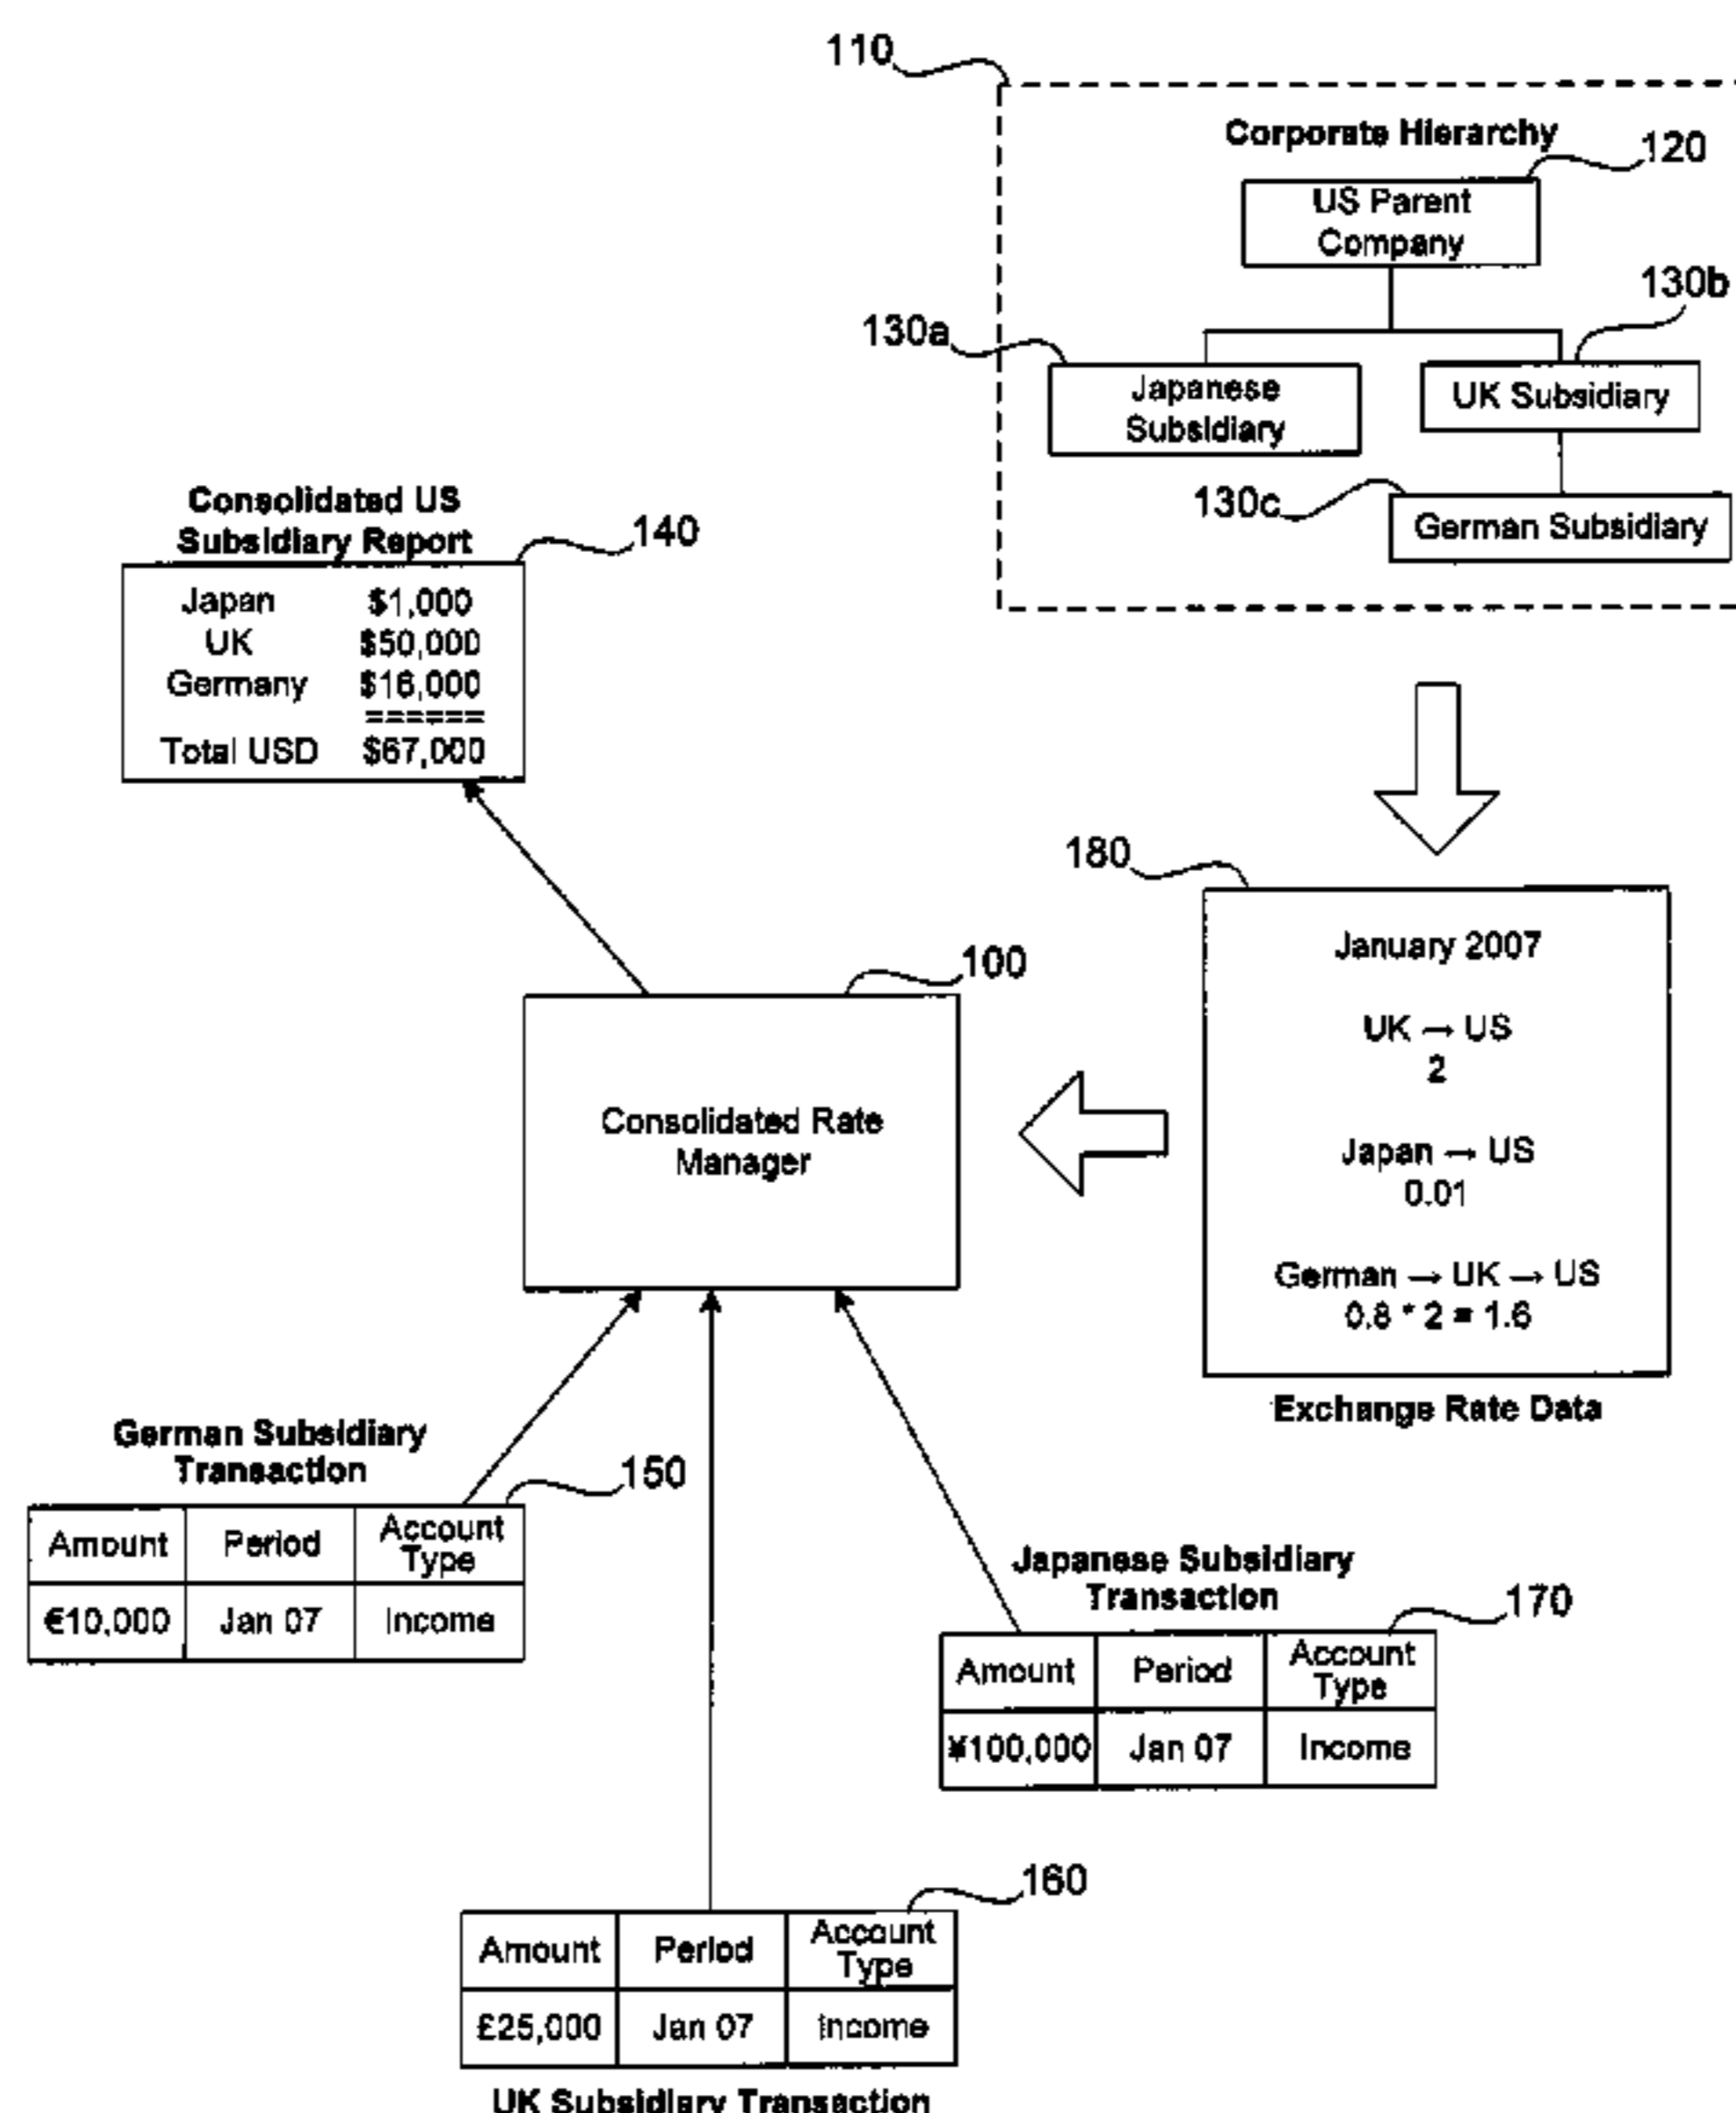 110
Corporate Hierarchy
120
US Parent
Company
130b
130a
Japanese
Subsidiary
UK Subsidiary
130c
German Subsidiary
Consolidated US
Subsidiary Report
140
Japan $1,000
UK $50,000
Germany $16,000
======
Total USD $67,000
180
January 2007
UK → US
2
Japan → US
0.01
German → UK → US
0.8 * 2 = 1.6
Exchange Rate Data
100
Consolidated Rate
Manager
German Subsidiary
Transaction
150
Amount Period Account Type
€10,000 Jan 07 Income
Japanese Subsidiary
Transaction
170
Amount Period Account Type
¥100,000 Jan 07 Income
160
Amount Period Account Type
£25,000 Jan 07 Income
UK Subsidiary Transaction